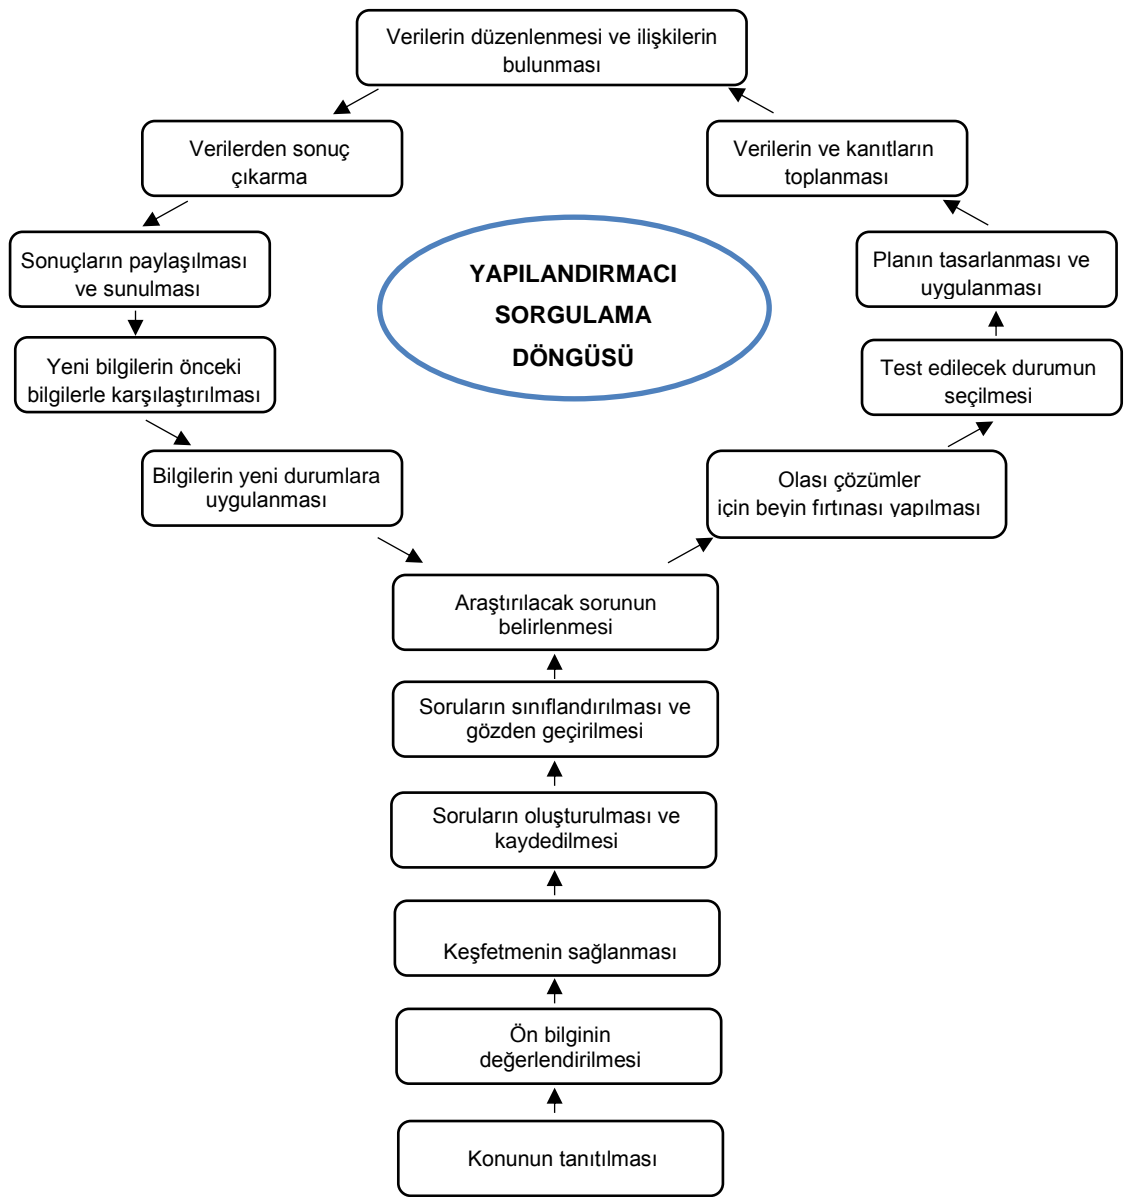 Verilerin düzenlenmesi ve ilişkilerin
bulunması
Verilerden sonuç
çıkarma
Verilerin ve kanıtların
toplanması
Sonuçların paylaşılması
ve sunulması
YAPILANDIRMACI
SORGULAMA
DÖNGÜSÜ
Planın tasarlanması ve
uygulanması
Yeni bilgilerin önceki
bilgilerle karşılaştırılması
Test edilecek durumun
seçilmesi
Bilgilerin yeni durumlara
uygulanması
Olası çözümler
için beyin fırtınası yapılması
Araştırılacak sorunun
belirlenmesi
Soruların sınıflandırılması ve
gözden geçirilmesi
Soruların oluşturulması ve
kaydedilmesi
Keşfetmenin sağlanması
Ön bilginin
değerlendirilmesi
Konunun tanıtılması